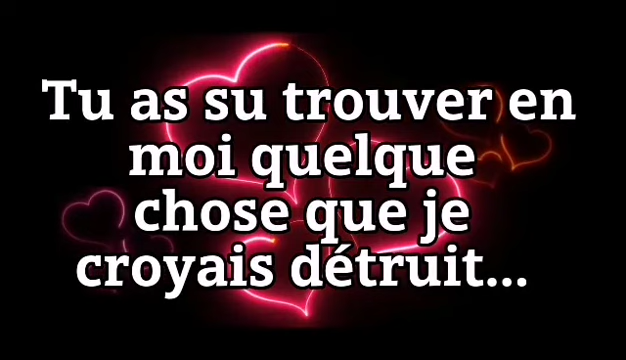 Tu as su trouver en
moi quelque
chose que je
croyais détruit...